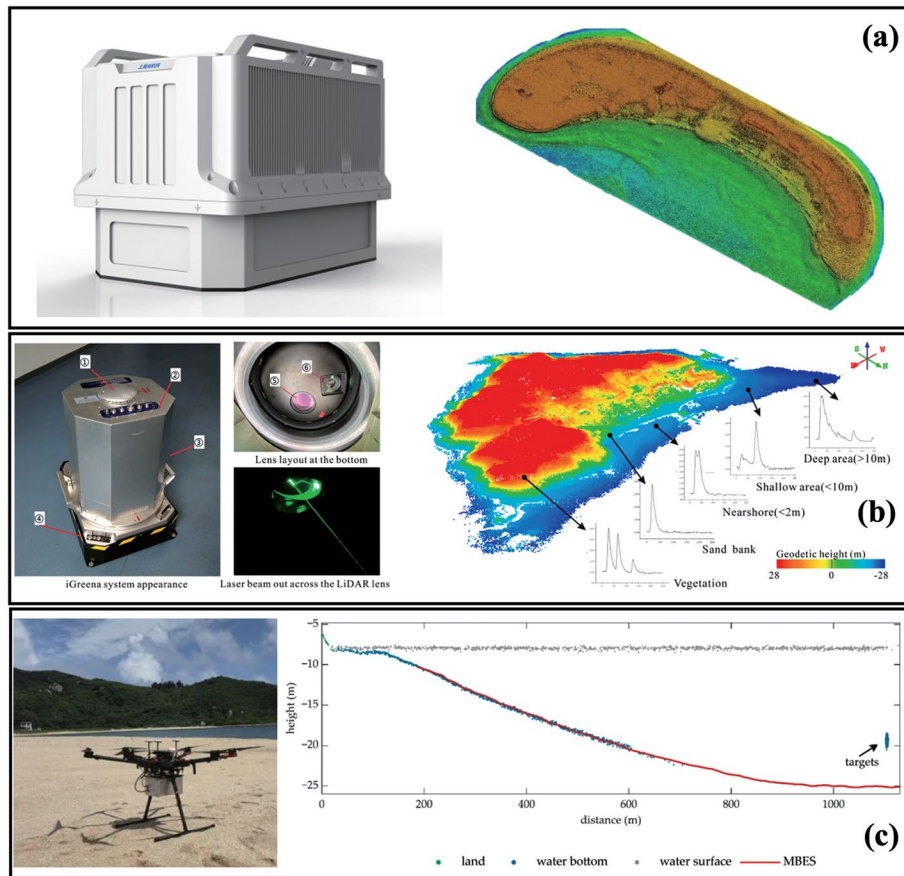 (a)
①
②
③
④
⑤
⑥
Lens layout at the bottom
iGreena system appearance
Laser beam out across the LiDAR lens
Deep area(>10m)
Shallow area(<10m)
Nearshore(<2m)
Sand bank
Vegetation
Geodetic height (m)
28 0 -28
(b)
height (m)
−5
−10
−15
−20
−25
targets
0 200 400 600 800 1000
distance (m)
land water bottom water surface MBES
(c)